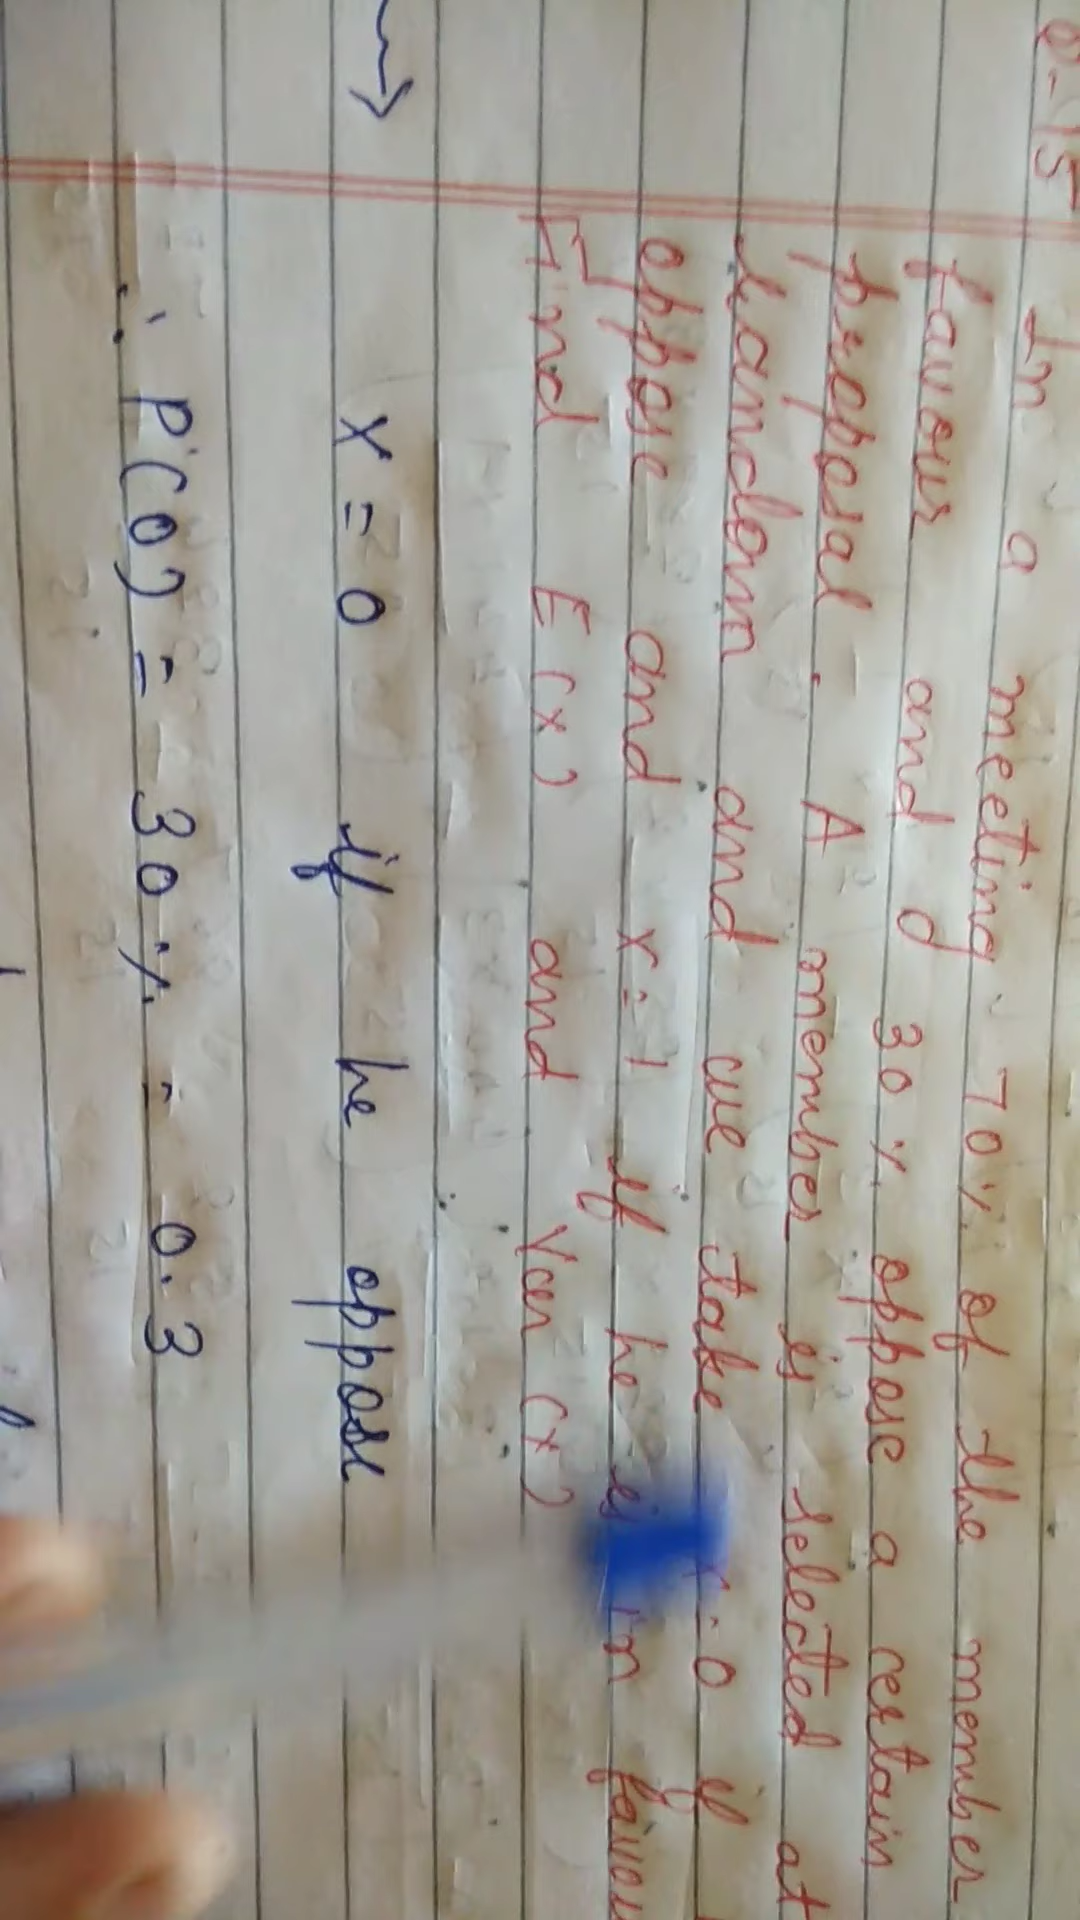 Q-15 In a meeting 70% of the member
favour and 30% oppose a certain
proposal. A member is selected at
random and we take x=0 if
oppose and x=1 if he is in favou
Find E(x) and Var(x)
→ x=0 if he oppose
∴ P(0) = 30% = 0.3